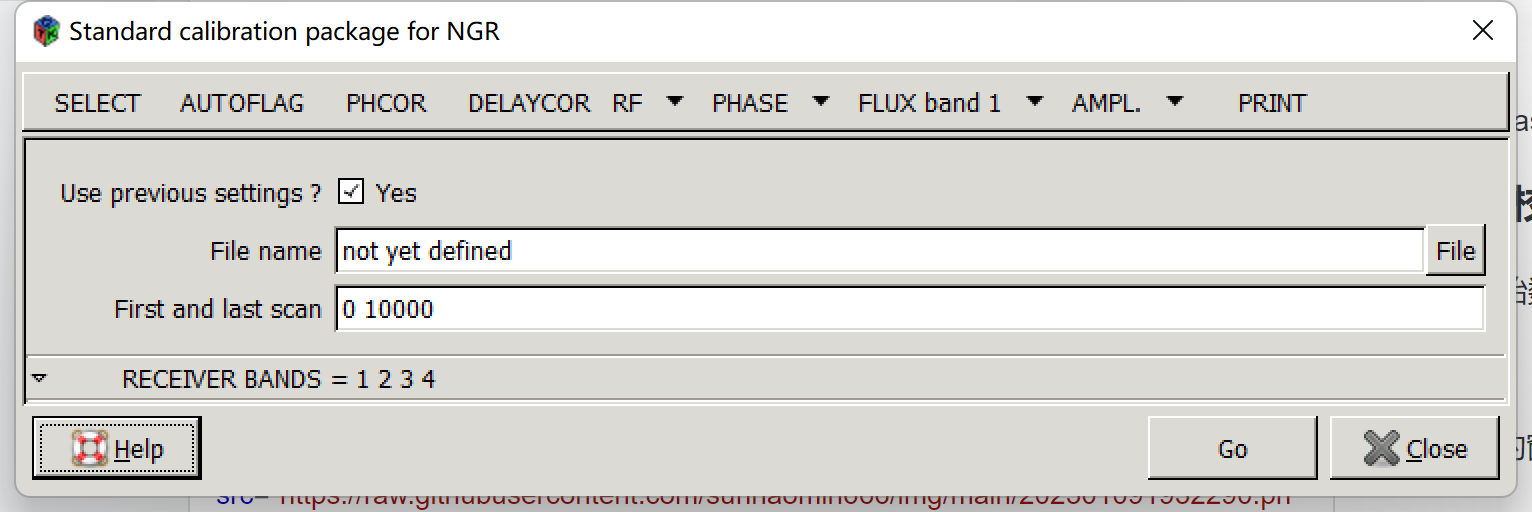 Standard calibration package for NGR
SELECT AUTOFLAG PHCOR DELAYCOR RF PHASE FLUX band 1 AMPL. PRINT
Use previous settings ? Yes
File name not yet defined File
First and last scan 0 10000
RECEIVER BANDS = 1 2 3 4
Help Go Close